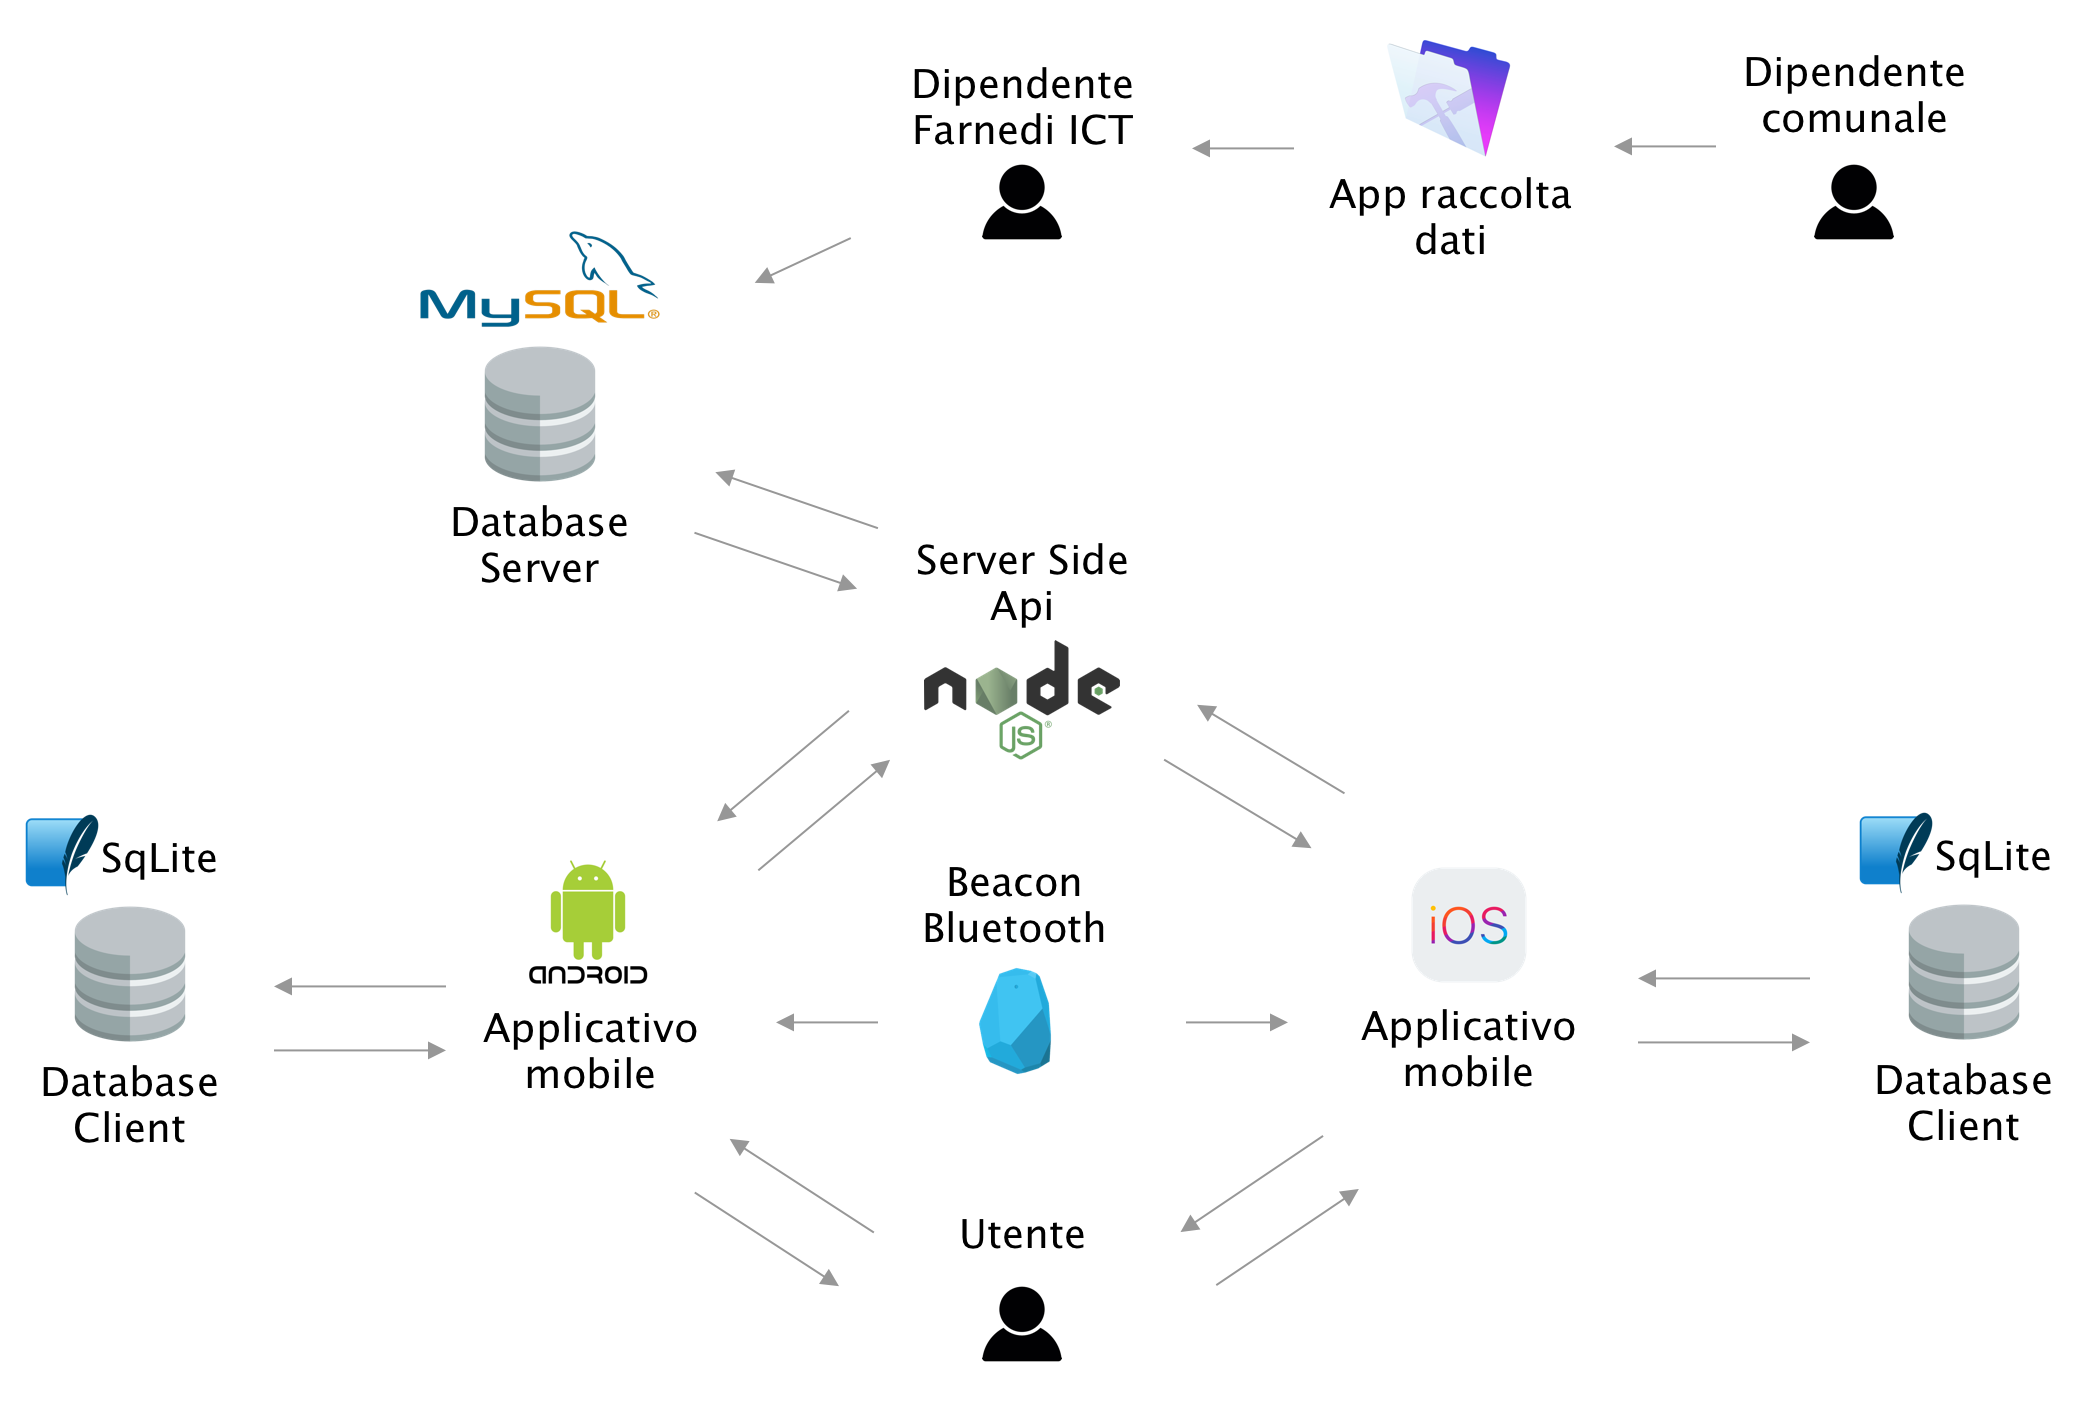 Dipendente
Farnedi ICT
App raccolta
dati
Dipendente
comunale
MySQL®
Database
Server
Server Side
Api
node
JS®
SqLite
Database
Client
ANDROID
Applicativo
mobile
Beacon
Bluetooth
iOS
Applicativo
mobile
SqLite
Database
Client
Utente